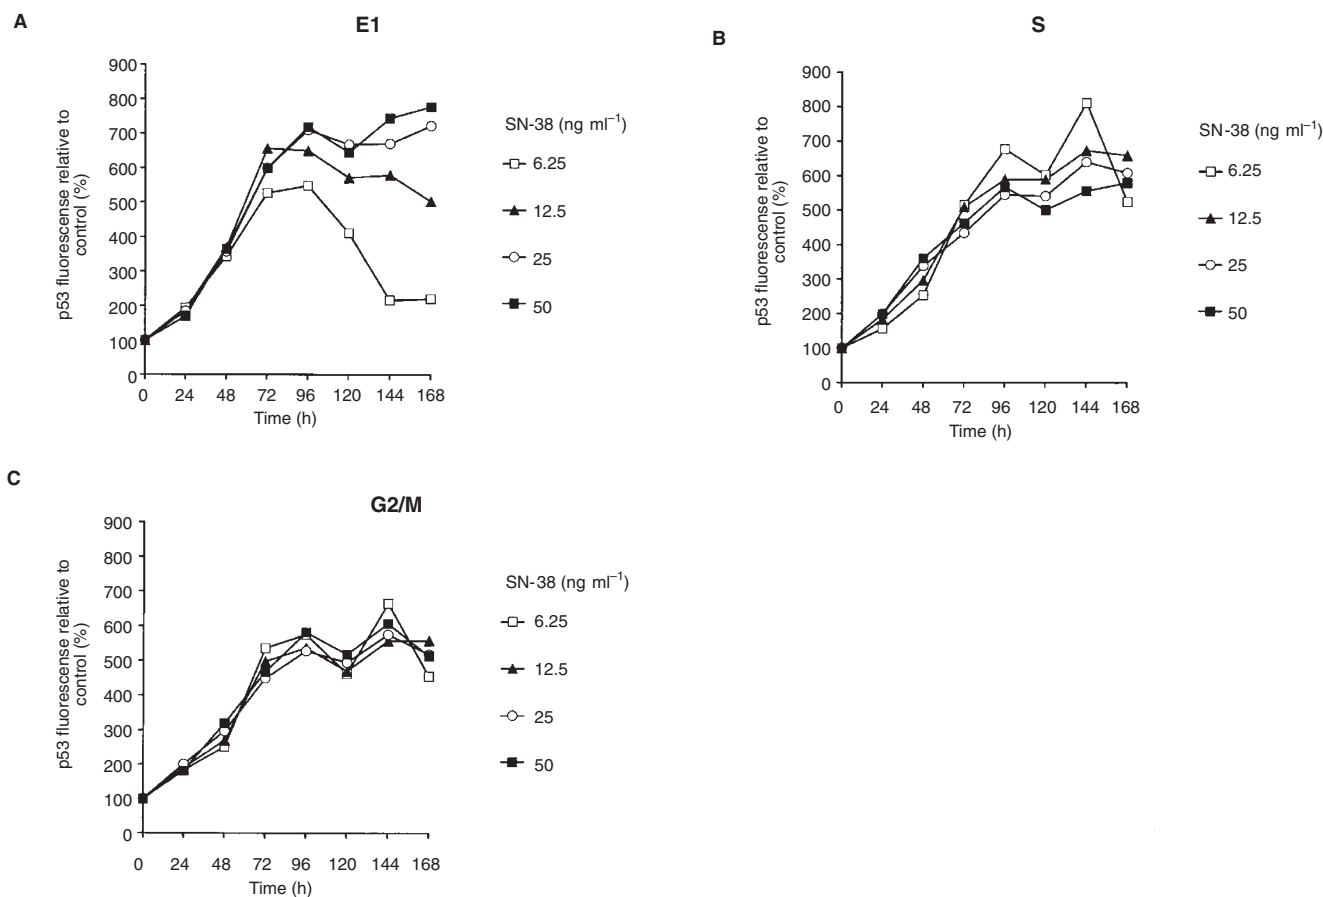 A
E1
p53 fluorescense relative to
control (%)
900
800
700
600
500
400
300
200
100
0
0 24 48 72 96 120 144 168
Time (h)
SN-38 (ng ml⁻¹)
6.25
12.5
25
50
B
S
p53 fluorescense relative to
control (%)
900
800
700
600
500
400
300
200
100
0
0 24 48 72 96 120 144 168
Time (h)
SN-38 (ng ml⁻¹)
6.25
12.5
25
50
C
G2/M
p53 fluorescense relative to
control (%)
900
800
700
600
500
400
300
200
100
0
0 24 48 72 96 120 144 168
Time (h)
SN-38 (ng ml⁻¹)
6.25
12.5
25
50